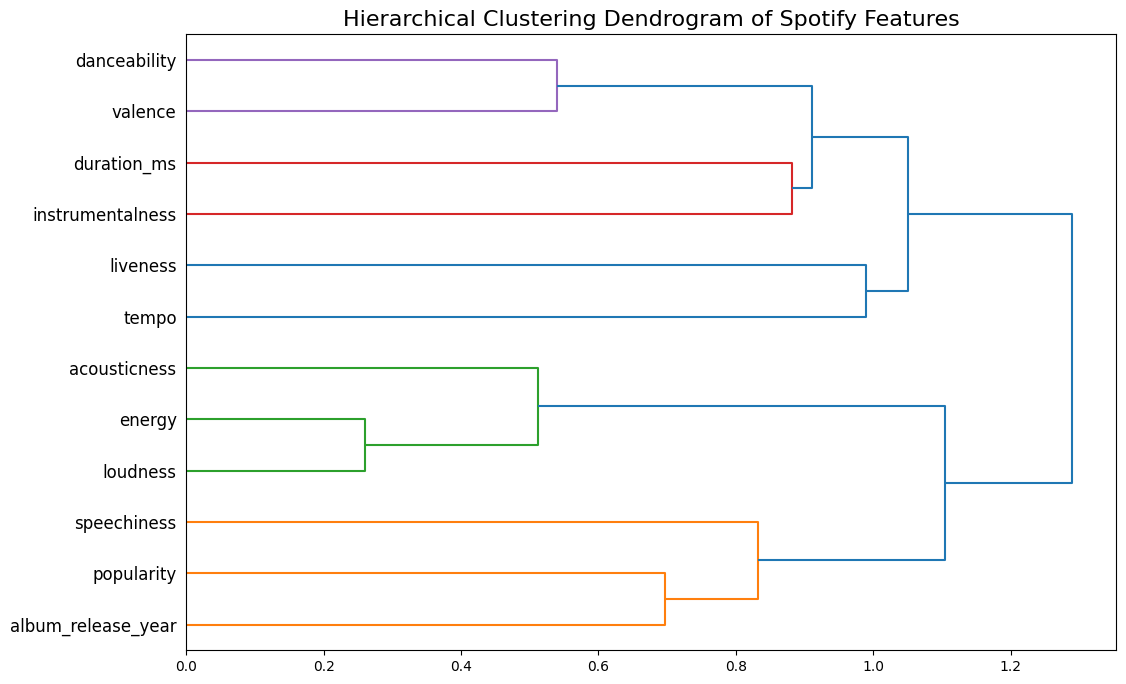 Hierarchical Clustering Dendrogram of Spotify Features
danceability
valence
duration_ms
instrumentalness
liveness
tempo
acousticness
energy
loudness
speechiness
popularity
album_release_year
0.0 0.2 0.4 0.6 0.8 1.0 1.2